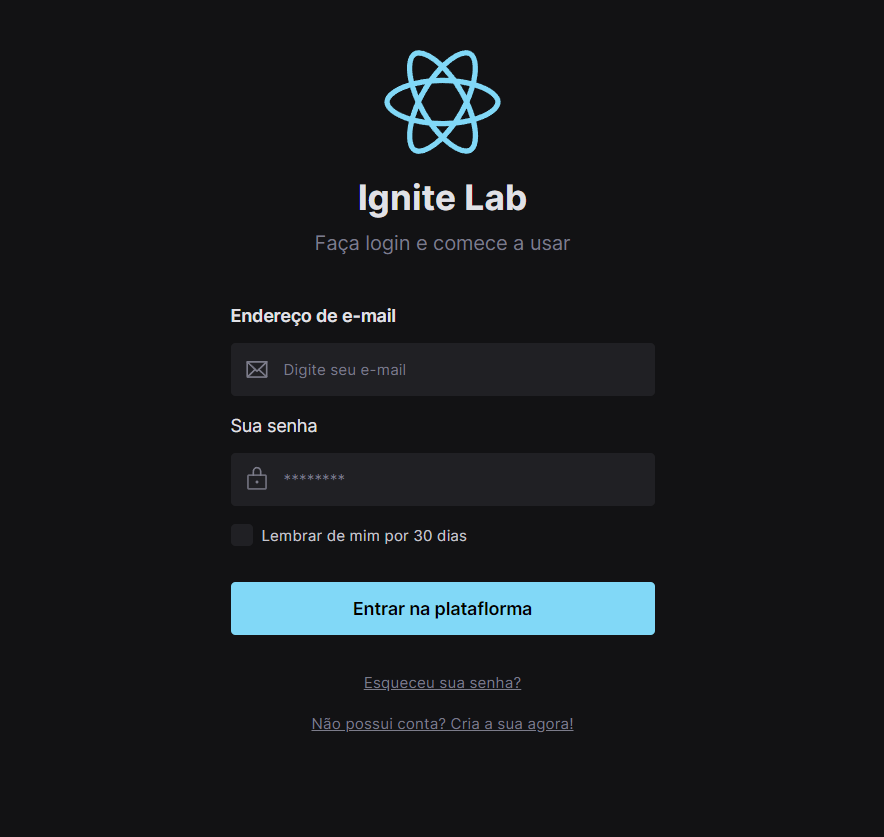 Ignite Lab
Faça login e comece a usar
Endereço de e-mail
Digite seu e-mail
Sua senha
********
Lembrar de mim por 30 dias
Entrar na plataflorma
Esqueceu sua senha?
Não possui conta? Cria a sua agora!